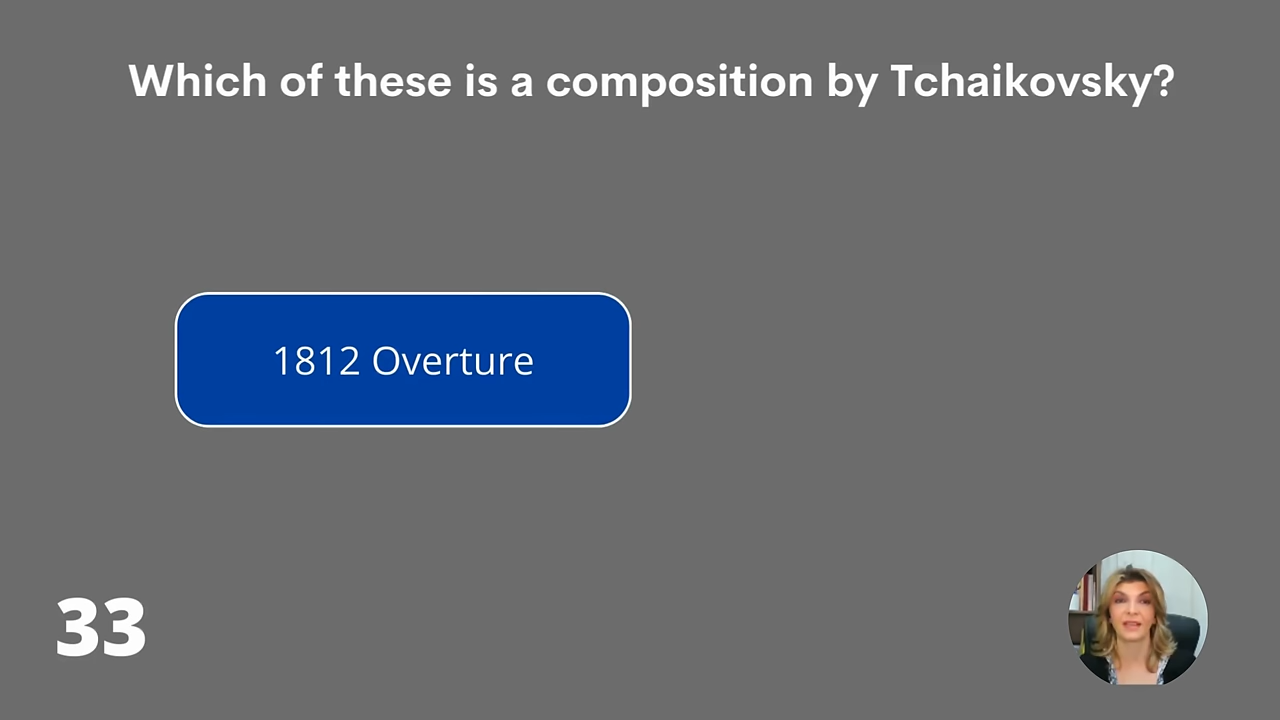 Which of these is a composition by Tchaikovsky?
1812 Overture
33